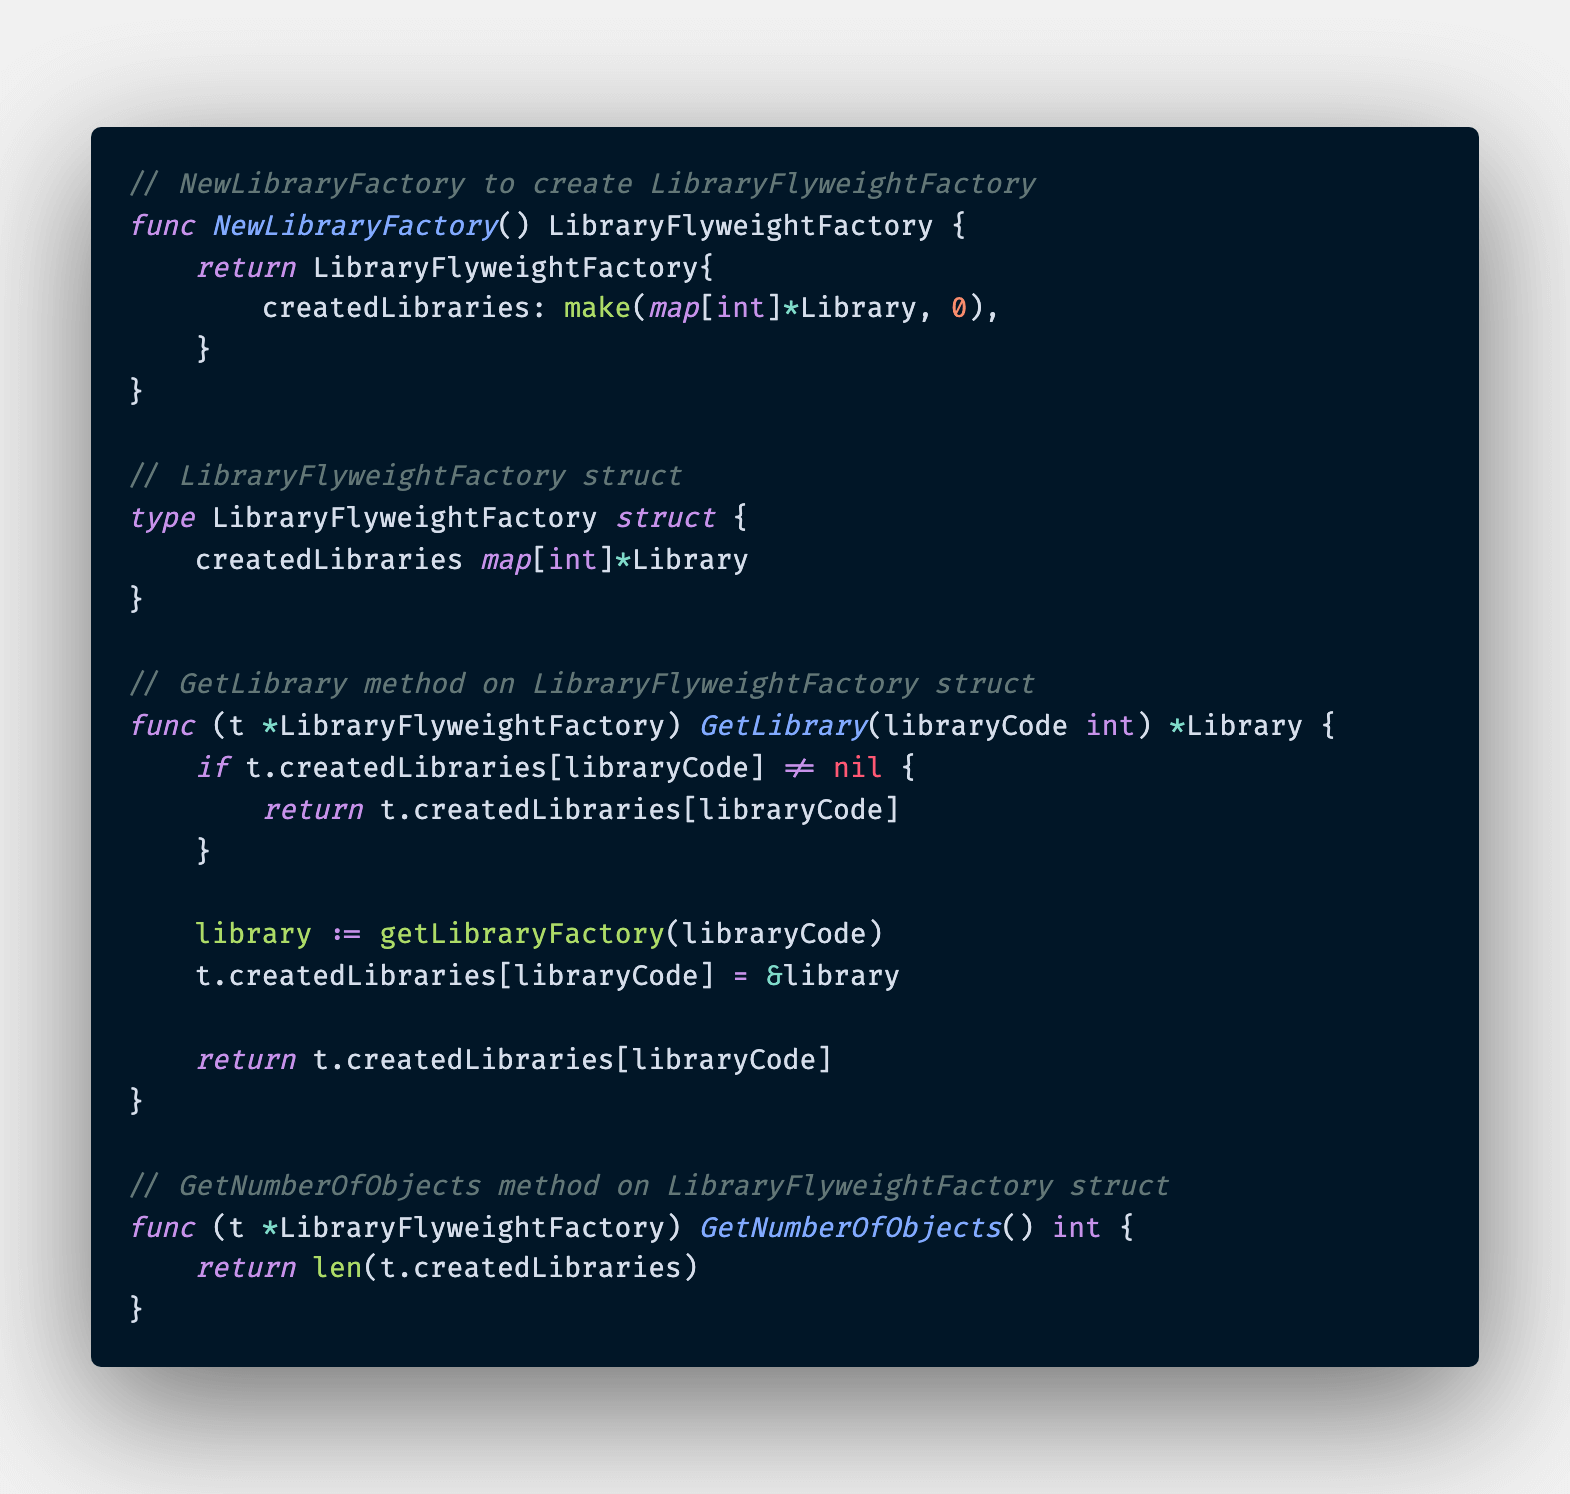 // NewLibraryFactory to create LibraryFlyweightFactory
func NewLibraryFactory() LibraryFlyweightFactory {
    return LibraryFlyweightFactory{
        createdLibraries: make(map[int]*Library, 0),
    }
}

// LibraryFlyweightFactory struct
type LibraryFlyweightFactory struct {
    createdLibraries map[int]*Library
}

// GetLibrary method on LibraryFlyweightFactory struct
func (t *LibraryFlyweightFactory) GetLibrary(libraryCode int) *Library {
    if t.createdLibraries[libraryCode] != nil {
        return t.createdLibraries[libraryCode]
    }

    library := getLibraryFactory(libraryCode)
    t.createdLibraries[libraryCode] = &library

    return t.createdLibraries[libraryCode]
}

// GetNumberOfObjects method on LibraryFlyweightFactory struct
func (t *LibraryFlyweightFactory) GetNumberOfObjects() int {
    return len(t.createdLibraries)
}